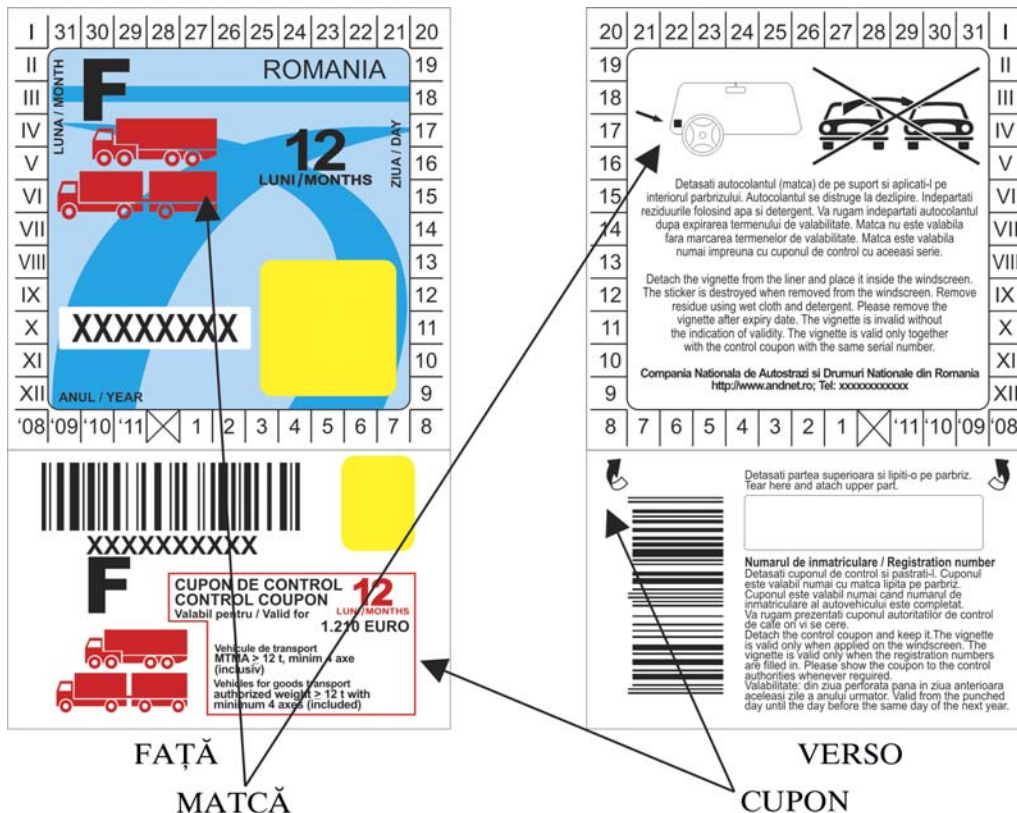 I 31 30 29 28 27 26 25 24 23 22 21 20
II
III
IV
V
VI
VII
VIII
IX
X
XI
XII
LUNA / MONTH
F
ROMANIA
12
LUNI/MONTHS
ZIUA / DAY
19
18
17
16
15
14
13
12
11
10
9
XXXXXXXX
ANUL / YEAR
'08 '09 '10 '11 1 2 3 4 5 6 7 8
XXXXXXXXXX
F
CUPON DE CONTROL
CONTROL COUPON
Valabil pentru / Valid for
12
LUNI/MONTHS
1.210 EURO
Vehicule de transport
MTMA > 12 t, minim 4 axe
(inclusiv)
Vehicles for goods transport
authorized weight ≥ 12 t with
minimum 4 axes (included)
FAȚĂ
MATCĂ
20 21 22 23 24 25 26 27 28 29 30 31 I
19
18
17
16
15
14
13
12
11
10
9
II
III
IV
V
VI
VII
VIII
IX
X
XI
XII
Detasati autocolantul (matca) de pe suport si aplicati-l pe
interiorul parbrizului. Autocolantul se distruge la dezlipire. Indepartati
reziduurile folosind apa si detergent. Va rugam indepartati autocolantul
dupa expirarea termenului de valabilitate. Matca nu este valabila
fara marcarea termenelor de valabilitate. Matca este valabila
numai impreuna cu cuponul de control cu aceeasi serie.
Detach the vignette from the liner and place it inside the windscreen.
The sticker is destroyed when removed from the windscreen. Remove
residue using wet cloth and detergent. Please remove the
vignette after expiry date. The vignette is invalid without
the indication of validity. The vignette is valid only together
with the control coupon with the same serial number.
Compania Nationala de Autostrazi si Drumuri Nationale din Romania
http://www.andnet.ro; Tel: xxxxxxxxxxxx
8 7 6 5 4 3 2 1 '11 '10 '09 '08
Detasati partea superioara si lipiti-o pe parbriz.
Tear here and atach upper part.
Numarul de inmatriculare / Registration number
Detasati cuponul de control si pastrati-l. Cuponul
este valabil numai cu matca lipita pe parbriz.
Cuponul este valabil numai cand numarul de
inmatriculare al autovehicului este completat.
Va rugam prezentati cuponul autoritatilor de control
de cate ori vi se cere.
Detach the control coupon and keep it.The vignette
is valid only when applied on the windscreen. The
vignette is valid only when the registration numbers
are filled in. Please show the coupon to the control
authorities whenever required.
Valabilitate: din ziua perforata pana in ziua anterioara
aceleasi zile a anului urmator. Valid from the punched
day until the day before the same day of the next year.
VERSO
CUPON